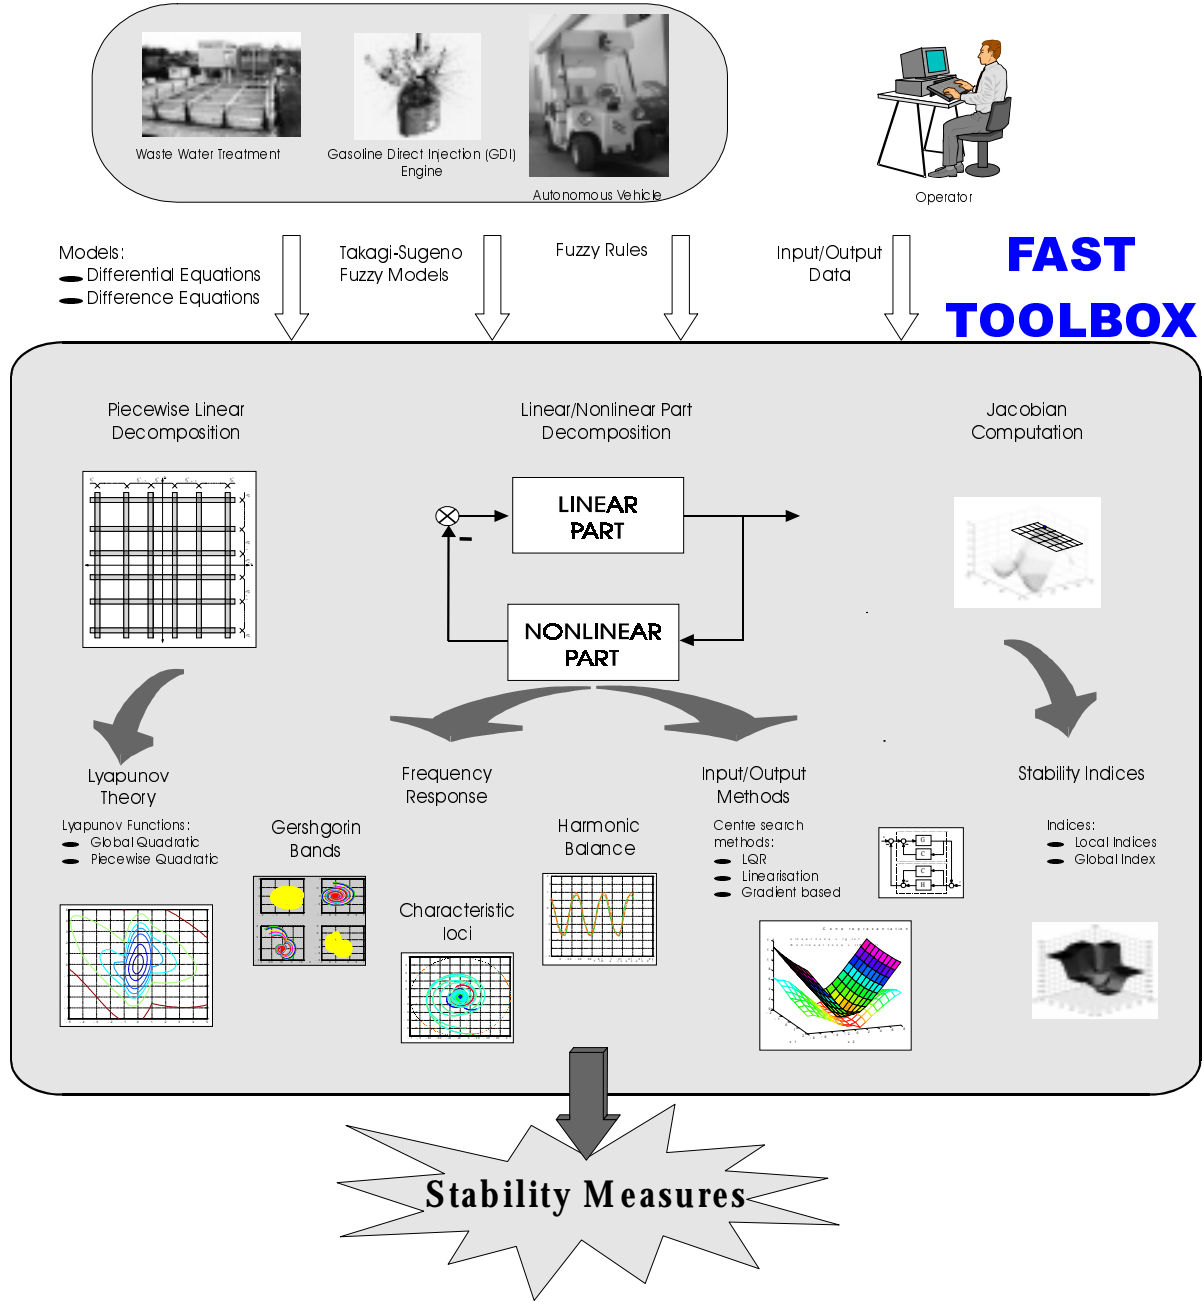 Waste Water Treatment
Gasoline Direct Injection (GDI)
Engine
Autonomous Vehicle
Operator
Models:
Differential Equations
Difference Equations
Takagi-Sugeno
Fuzzy Models
Fuzzy Rules
Input/Output
Data
FAST
TOOLBOX
Piecewise Linear
Decomposition
Linear/Nonlinear Part
Decomposition
Jacobian
Computation
LINEAR
PART
NONLINEAR
PART
Lyapunov
Theory
Lyapunov Functions:
Global Quadratic
Piecewise Quadratic
Frequency
Response
Gershgorin
Bands
Characteristic
loci
Harmonic
Balance
Input/Output
Methods
Centre search
methods:
LQR
Linearisation
Gradient based
G
C
C
H
Stability Indices
Indices:
Local Indices
Global Index
Stability Measures